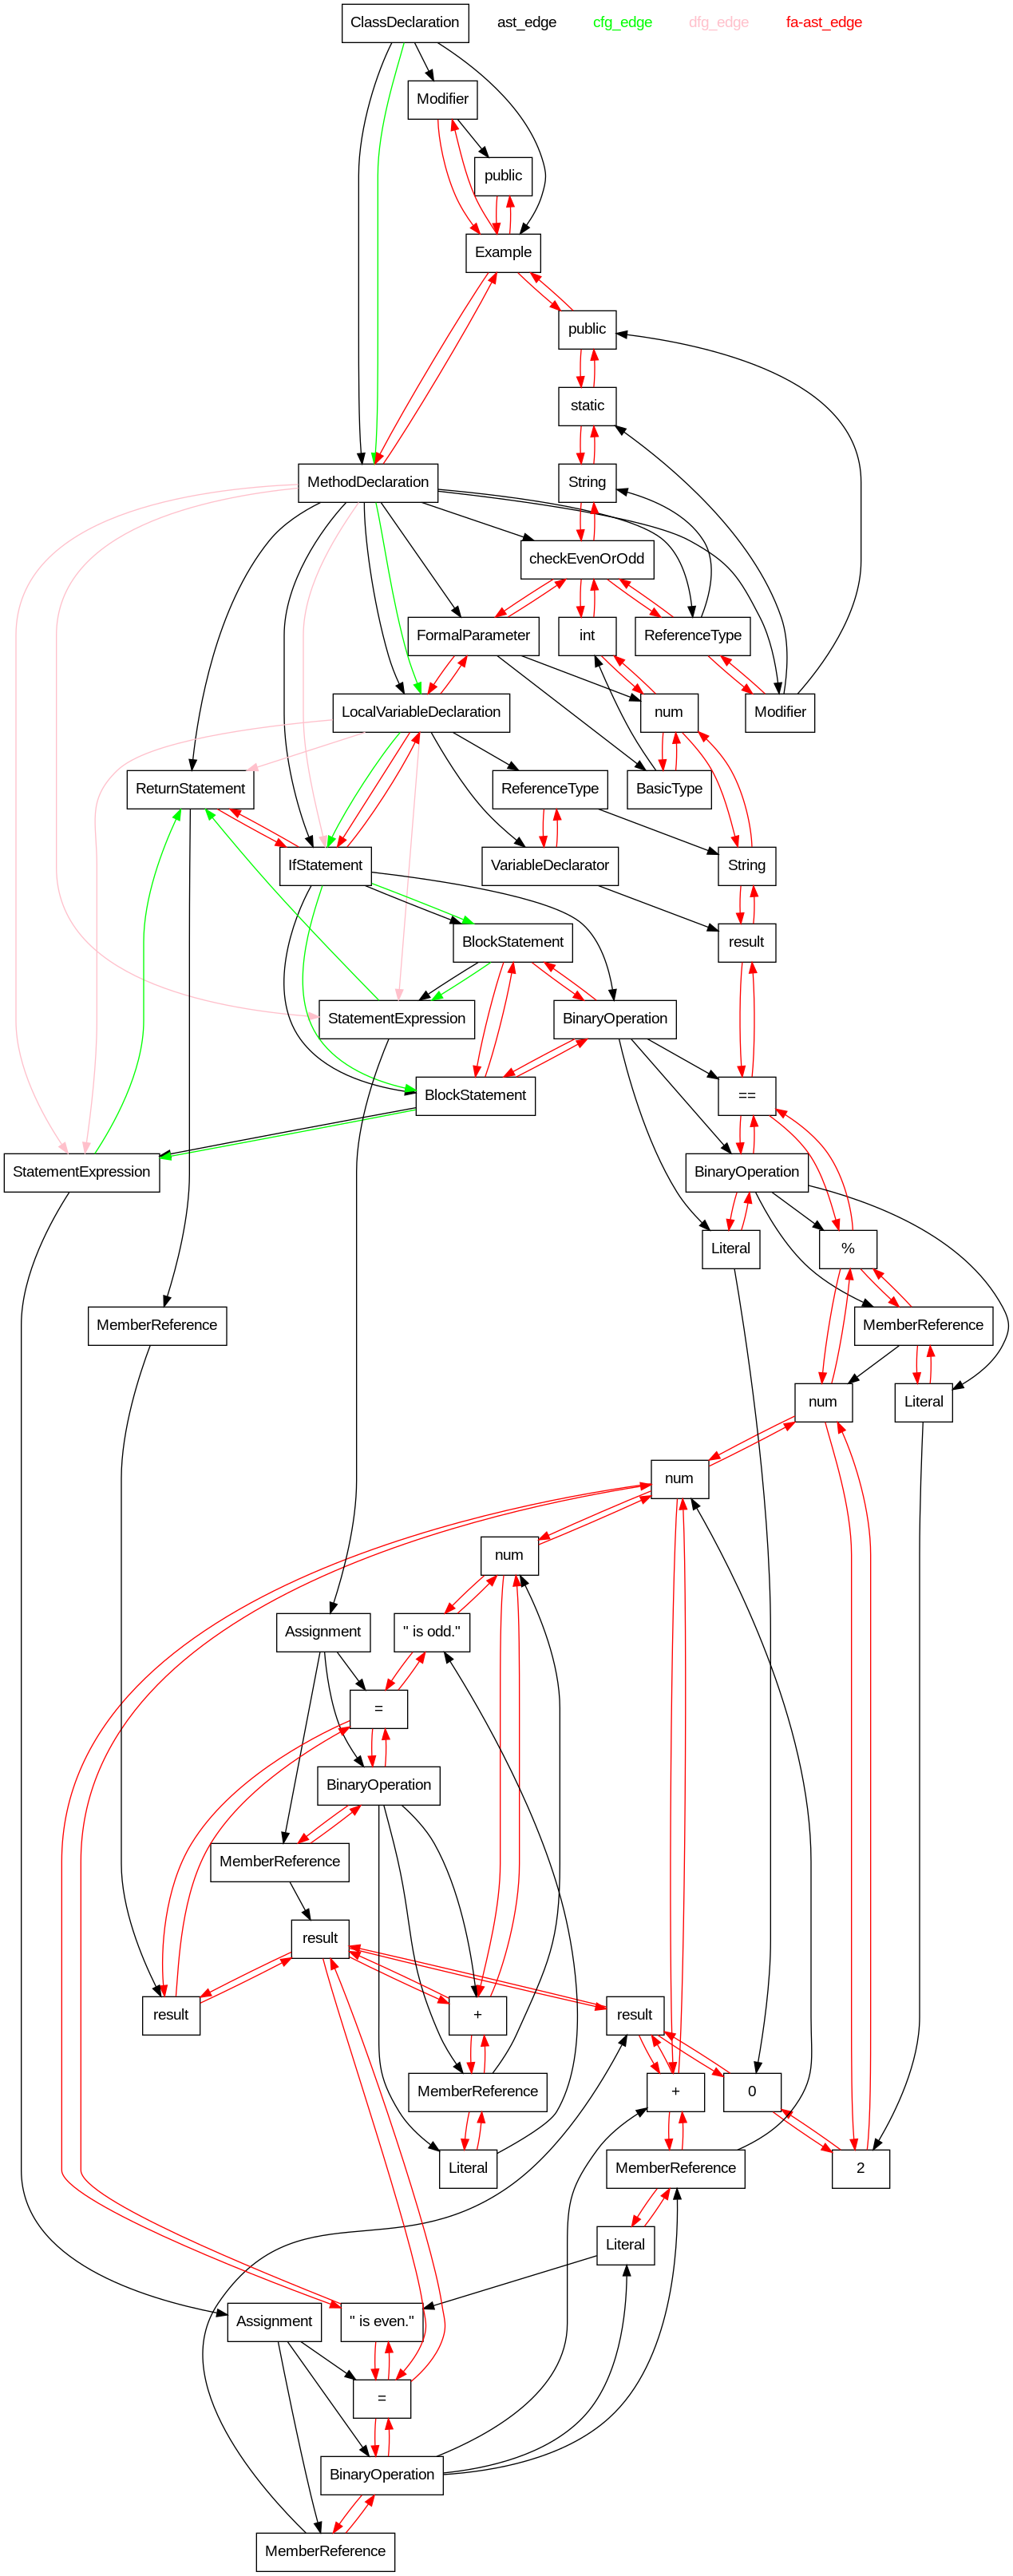 ClassDeclaration ast_edge cfg_edge dfg_edge fa-ast_edge
Modifier
public
Example
public
static
MethodDeclaration String
checkEvenOrOdd
FormalParameter int ReferenceType
LocalVariableDeclaration num Modifier
ReturnStatement ReferenceType BasicType
IfStatement VariableDeclarator String
BlockStatement result
StatementExpression BinaryOperation
BlockStatement ==
StatementExpression BinaryOperation
Literal %
MemberReference MemberReference
num Literal
num
num
Assignment " is odd."
=
BinaryOperation
MemberReference
result
result + result
MemberReference + 0
Literal MemberReference 2
Literal
Assignment " is even."
=
BinaryOperation
MemberReference